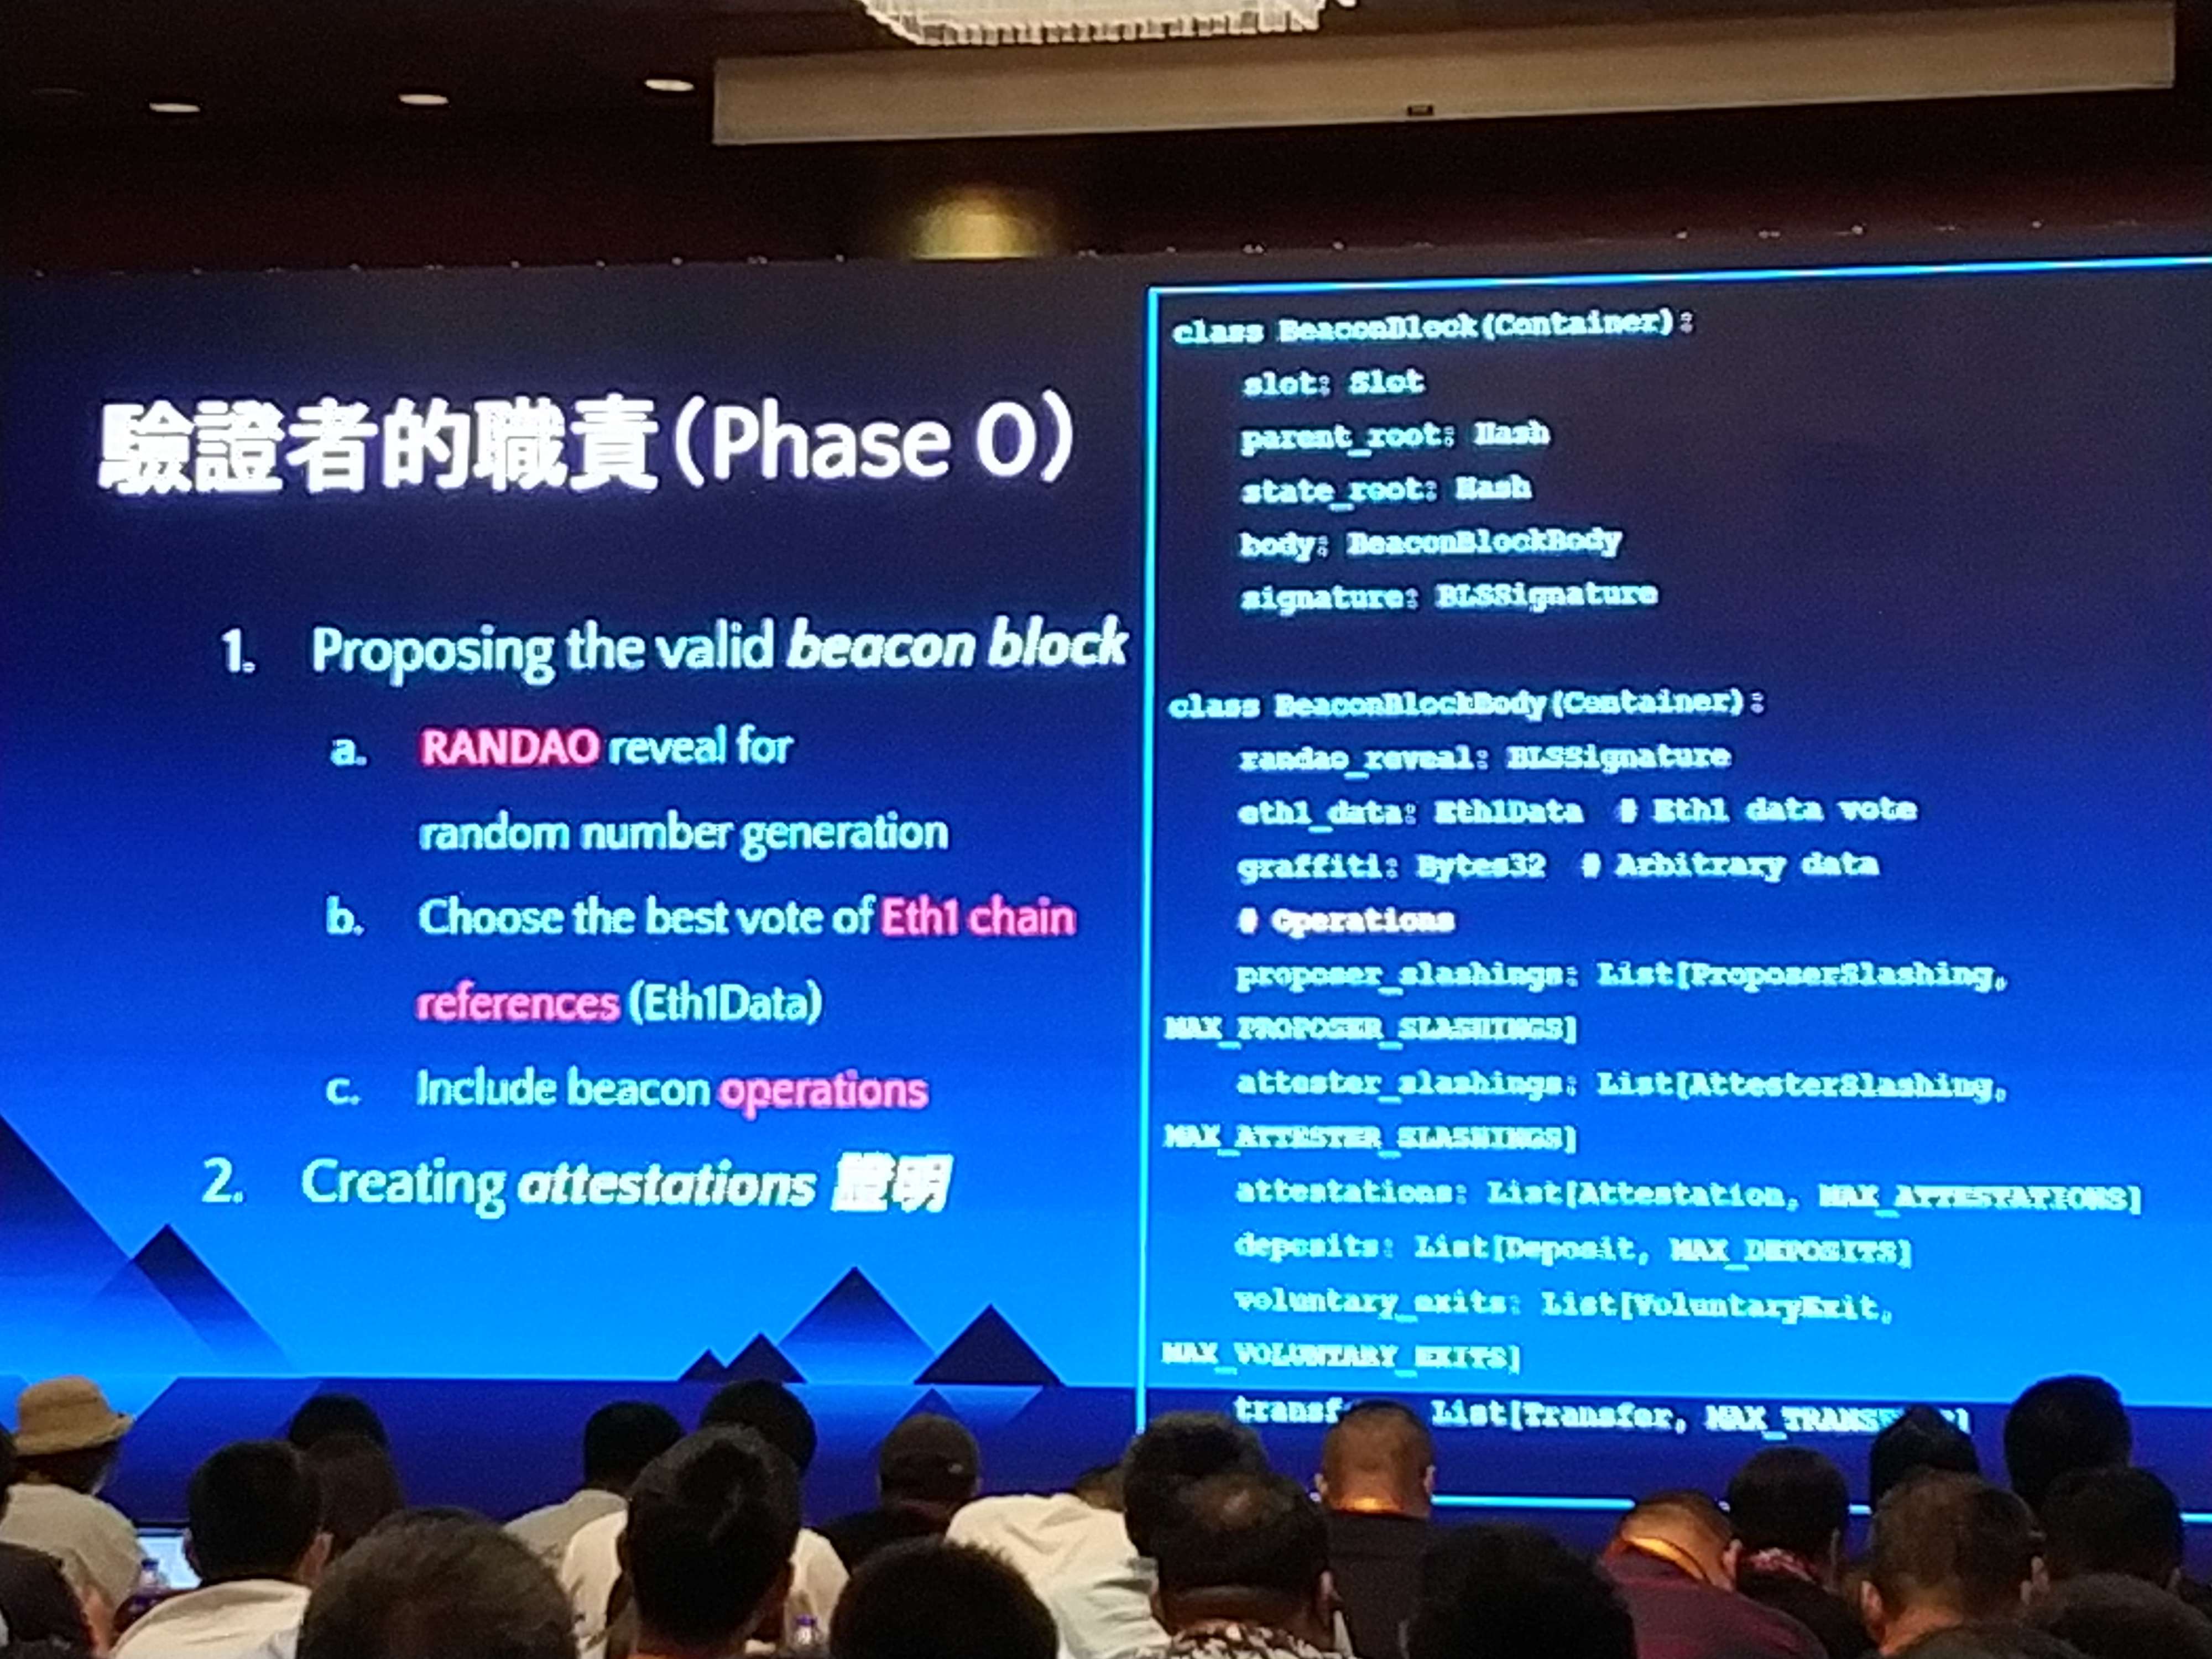 驗證者的職責(Phase 0)
1. Proposing the valid beacon block
a. RANDAO reveal for
random number generation
b. Choose the best vote of Eth1 chain
references (Eth1Data)
c. Include beacon operations
2. Creating attestations 證明
class BeaconBlock(Container):
slot: Slot
parent_root: Hash
state_root: Hash
body: BeaconBlockBody
signature: BLSSignature
class BeaconBlockBody(Container):
randao_reveal: BLSSignature
eth1_data: Eth1Data # Eth1 data vote
graffiti: Bytes32 # Arbitrary data
# Operations
proposer_slashings: List[ProposerSlashing,
MAX_PROPOSER_SLASHINGS]
attester_slashings: List[AttesterSlashing,
MAX_ATTESTER_SLASHINGS]
attestations: List[Attestation, MAX_ATTESTATIONS]
deposits: List[Deposit, MAX_DEPOSITS]
voluntary_exits: List[VoluntaryExit,
MAX_VOLUNTARY_EXITS]
List[Transfer,